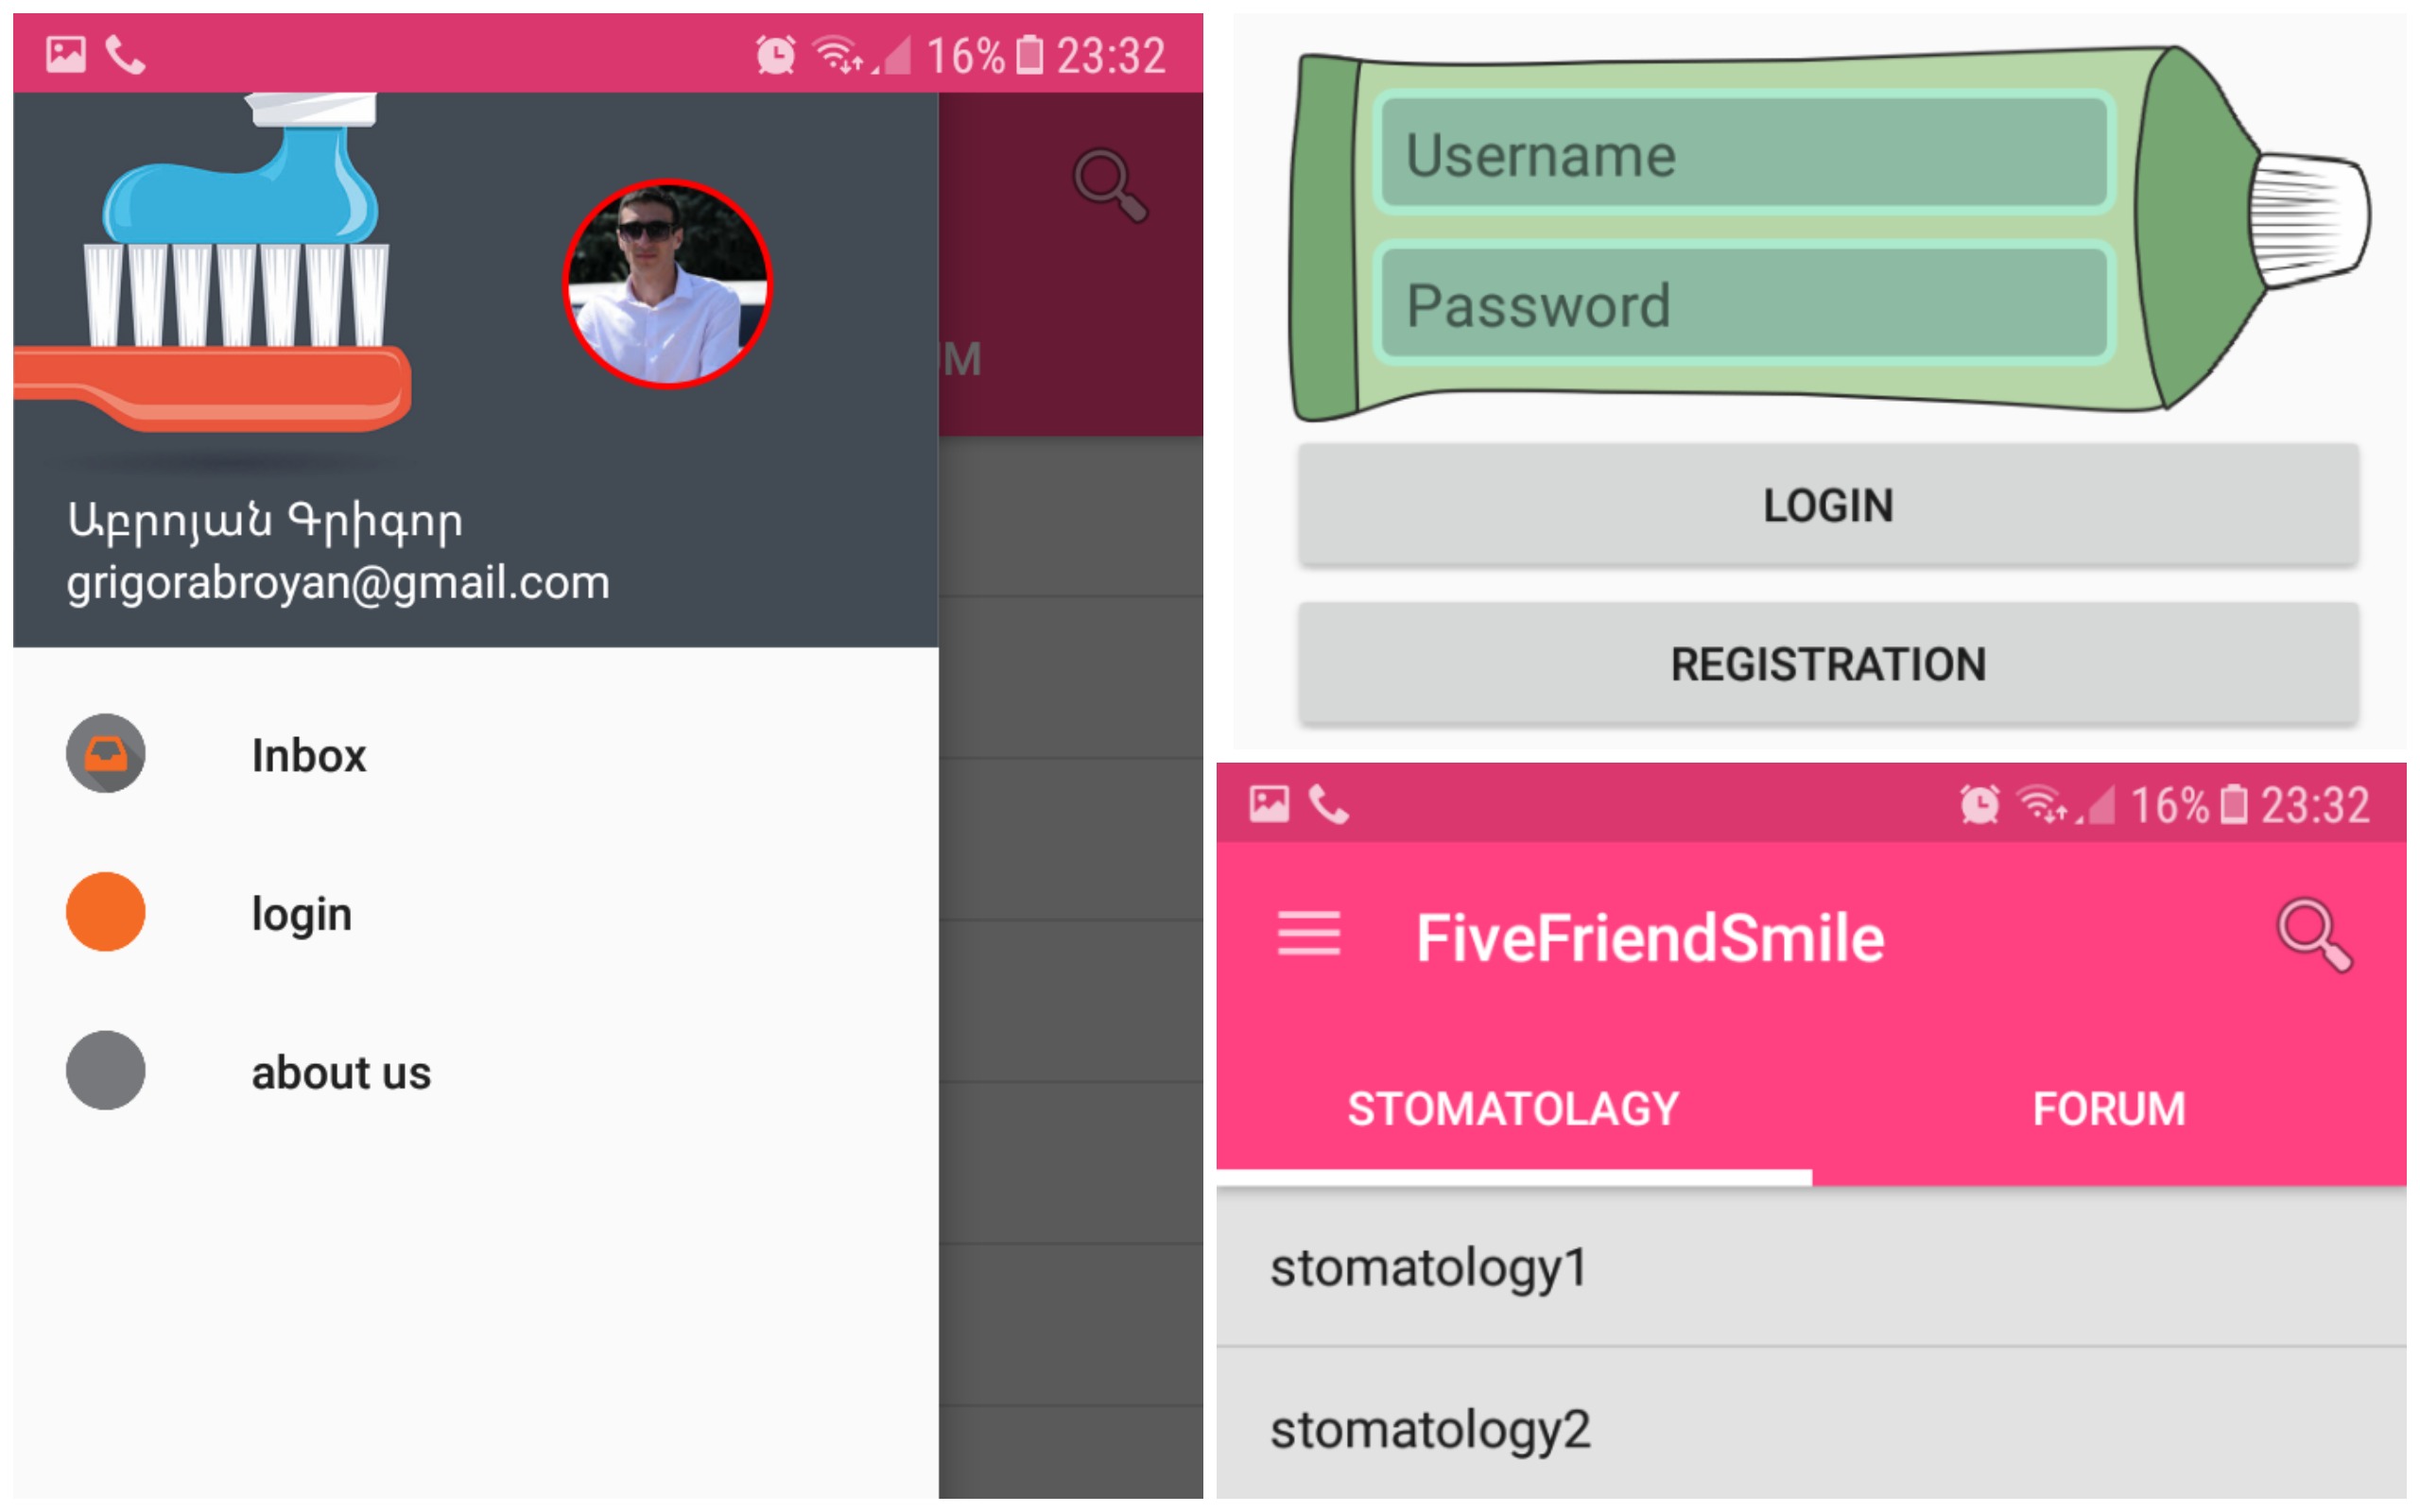 16% 23:32
UM
Աբրոյան Գրիգոր
grigorabroyan@gmail.com
Inbox
login
about us
Username
Password
LOGIN
REGISTRATION
16% 23:32
FiveFriendSmile
STOMATOLAGY FORUM
stomatology1
stomatology2